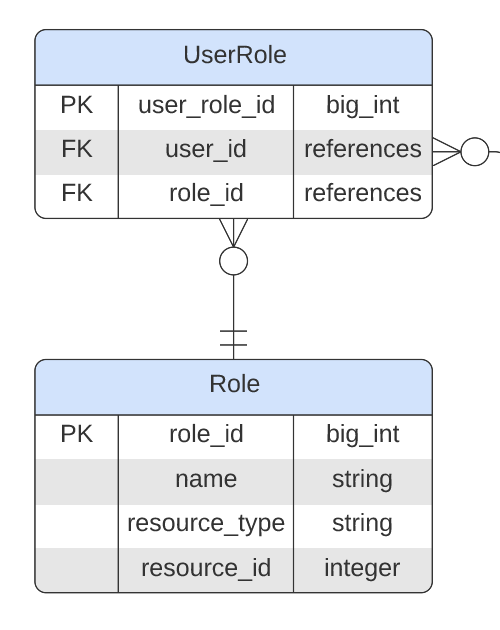 UserRole
PK user_role_id big_int
FK user_id references
FK role_id references
Role
PK role_id big_int
name string
resource_type string
resource_id integer